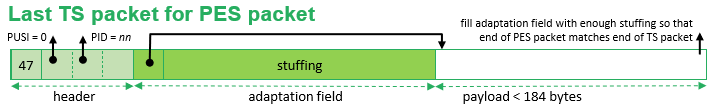 Last TS packet for PES packet
fill adaptation field with enough stuffing so that
end of PES packet matches end of TS packet
PUSI = 0
PID = nn
47
stuffing
header
adaptation field
payload < 184 bytes